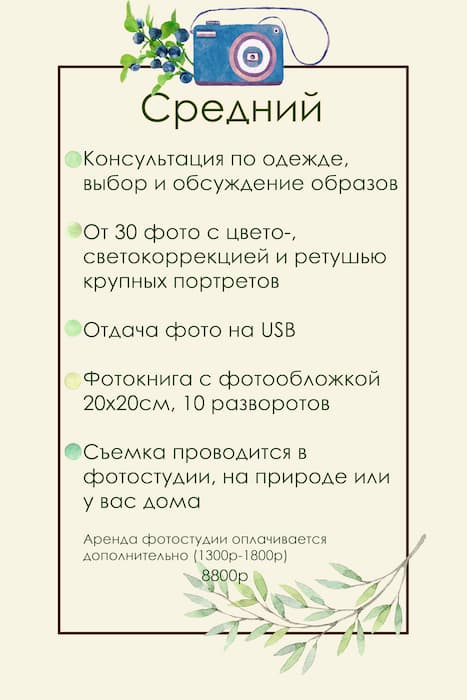 Средний
Консультация по одежде,
выбор и обсуждение образов
От 30 фото с цвето-,
светокоррекцией и ретушью
крупных портретов
Отдача фото на USB
Фотокнига с фотообложкой
20х20см, 10 разворотов
Съемка проводится в
фотостудии, на природе или
у вас дома
Аренда фотостудии оплачивается
дополнительно (1300р-1800р)
8800р